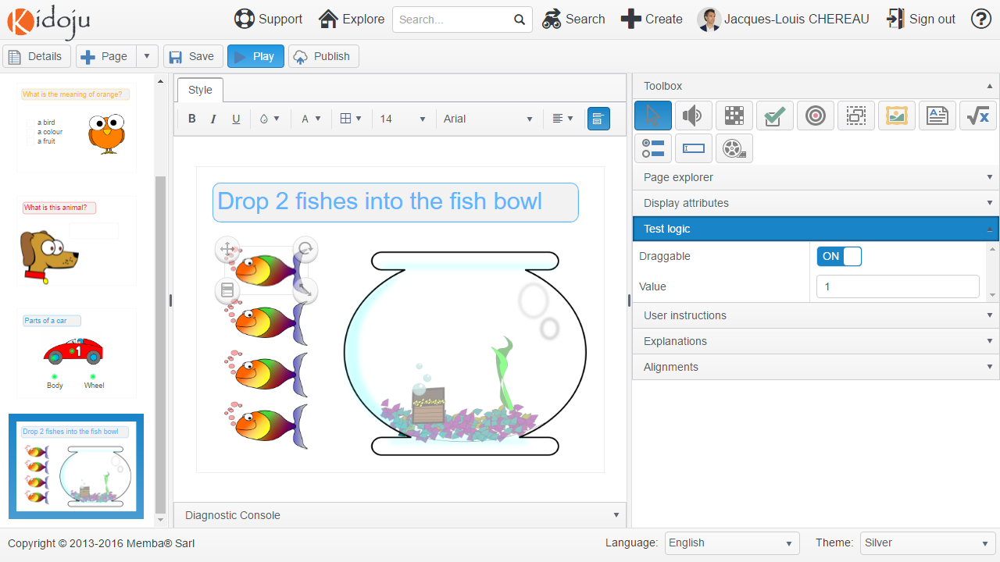 Kidoju
Support
Explore
Search...
Search
Create
Jacques-Louis CHEREAU
Sign out
Details
Page
Save
Play
Publish
What is the meaning of orange?
a bird
a colour
a fruit
What is this animal?
Parts of a car
1
Body
Wheel
Drop 2 fishes into the fish bowl
Style
B I U A 14 Arial
Drop 2 fishes into the fish bowl
Diagnostic Console
Toolbox
Page explorer
Display attributes
Test logic
Draggable ON
Value 1
User instructions
Explanations
Alignments
Copyright © 2013-2016 Memba® Sarl
Language: English
Theme: Silver